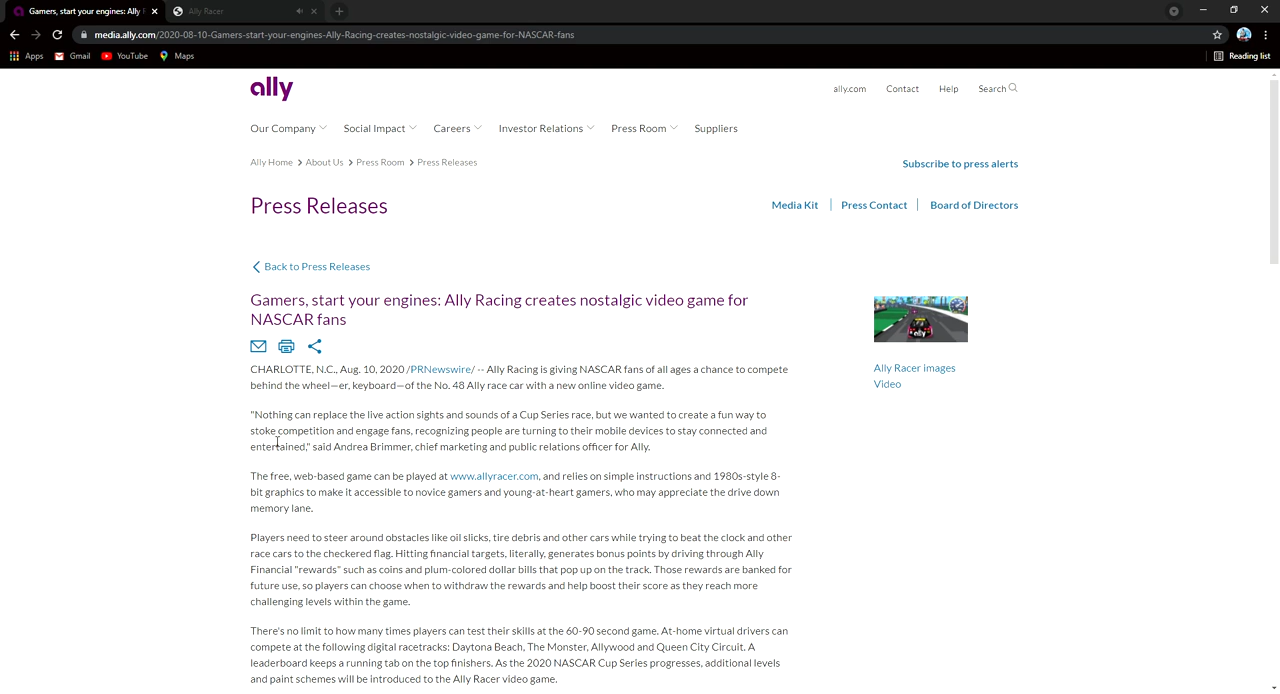 Gamers, start your engines: Ally R
Ally Racer
media.ally.com/2020-08-10-Gamers-start-your-engines-Ally-Racing-creates-nostalgic-video-game-for-NASCAR-fans
Apps Gmail YouTube Maps Reading list
ally
ally.com Contact Help Search
Our Company Social Impact Careers Investor Relations Press Room Suppliers
Ally Home > About Us > Press Room > Press Releases
Subscribe to press alerts
Press Releases
Media Kit | Press Contact | Board of Directors
Back to Press Releases
Gamers, start your engines: Ally Racing creates nostalgic video game for
NASCAR fans
CHARLOTTE, N.C., Aug. 10, 2020 /PRNewswire/ -- Ally Racing is giving NASCAR fans of all ages a chance to compete
behind the wheel—er, keyboard—of the No. 48 Ally race car with a new online video game.
"Nothing can replace the live action sights and sounds of a Cup Series race, but we wanted to create a fun way to
stoke competition and engage fans, recognizing people are turning to their mobile devices to stay connected and
entertained," said Andrea Brimmer, chief marketing and public relations officer for Ally.
The free, web-based game can be played at www.allyracer.com, and relies on simple instructions and 1980s-style 8-
bit graphics to make it accessible to novice gamers and young-at-heart gamers, who may appreciate the drive down
memory lane.
Players need to steer around obstacles like oil slicks, tire debris and other cars while trying to beat the clock and other
race cars to the checkered flag. Hitting financial targets, literally, generates bonus points by driving through Ally
Financial "rewards" such as coins and plum-colored dollar bills that pop up on the track. Those rewards are banked for
future use, so players can choose when to withdraw the rewards and help boost their score as they reach more
challenging levels within the game.
There's no limit to how many times players can test their skills at the 60-90 second game. At-home virtual drivers can
compete at the following digital racetracks: Daytona Beach, The Monster, Allywood and Queen City Circuit. A
leaderboard keeps a running tab on the top finishers. As the 2020 NASCAR Cup Series progresses, additional levels
and paint schemes will be introduced to the Ally Racer video game.
ally
Ally Racer images
Video